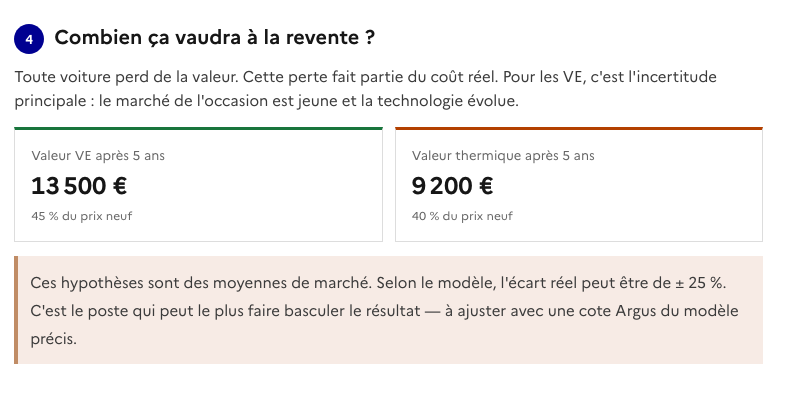 4 Combien ça vaudra à la revente ?
Toute voiture perd de la valeur. Cette perte fait partie du coût réel. Pour les VE, c'est l'incertitude
principale : le marché de l'occasion est jeune et la technologie évolue.
Valeur VE après 5 ans
13 500 €
45 % du prix neuf
Valeur thermique après 5 ans
9 200 €
40 % du prix neuf
Ces hypothèses sont des moyennes de marché. Selon le modèle, l'écart réel peut être de ± 25 %.
C'est le poste qui peut le plus faire basculer le résultat — à ajuster avec une cote Argus du modèle
précis.